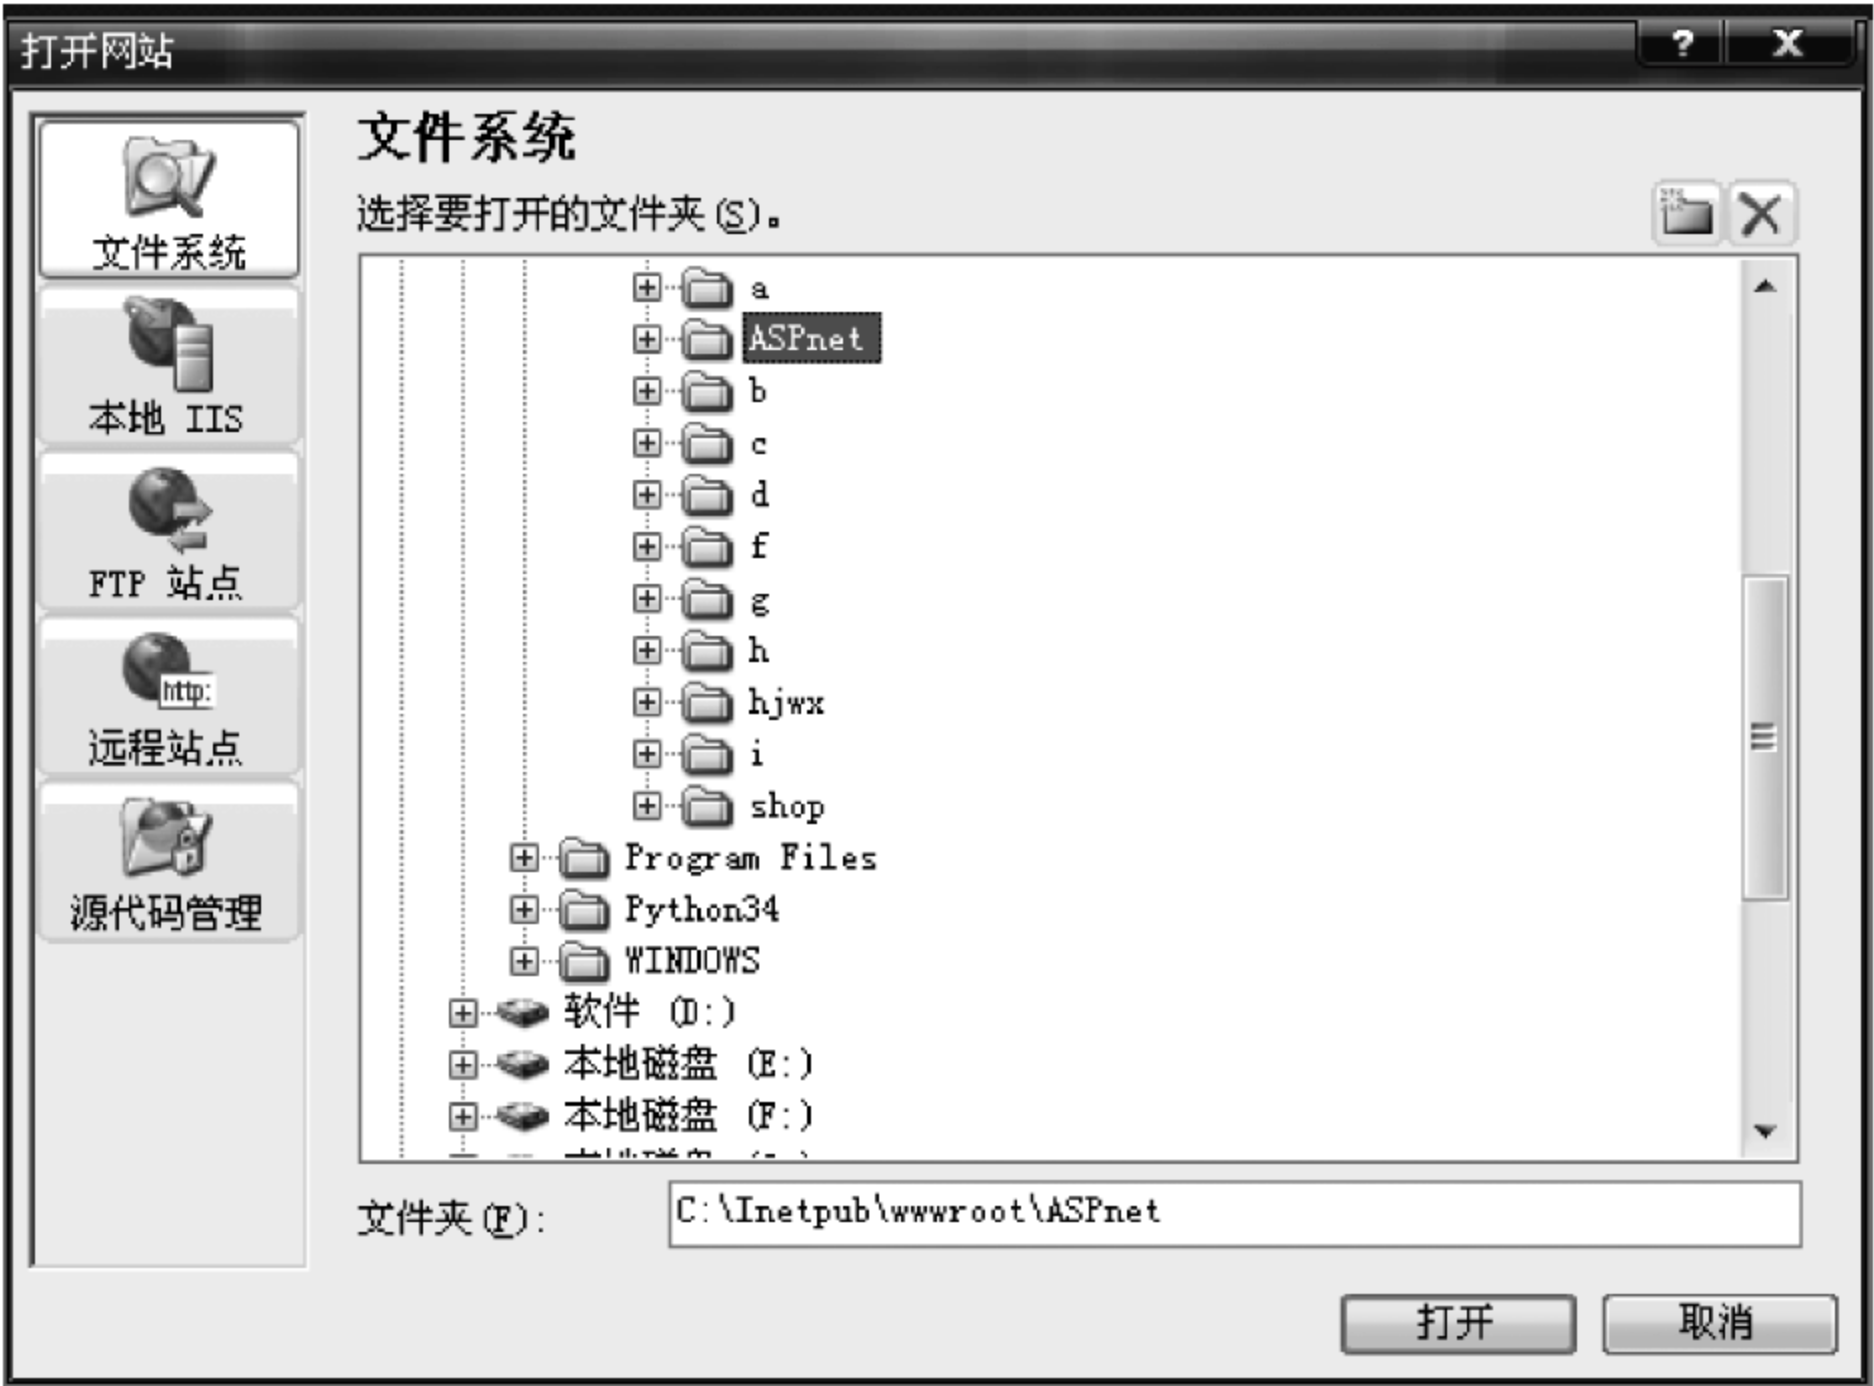 打开网站
文件系统
本地 IIS
FTP 站点
http:
远程站点
源代码管理
文件系统
选择要打开的文件夹(S)。
a
ASPnet
b
c
d
f
g
h
hjwx
i
shop
Program Files
Python34
WINDOWS
软件 (D:)
本地磁盘 (E:)
本地磁盘 (F:)
文件夹(F):
C:\Inetpub\wwwroot\ASPnet
打开
取消